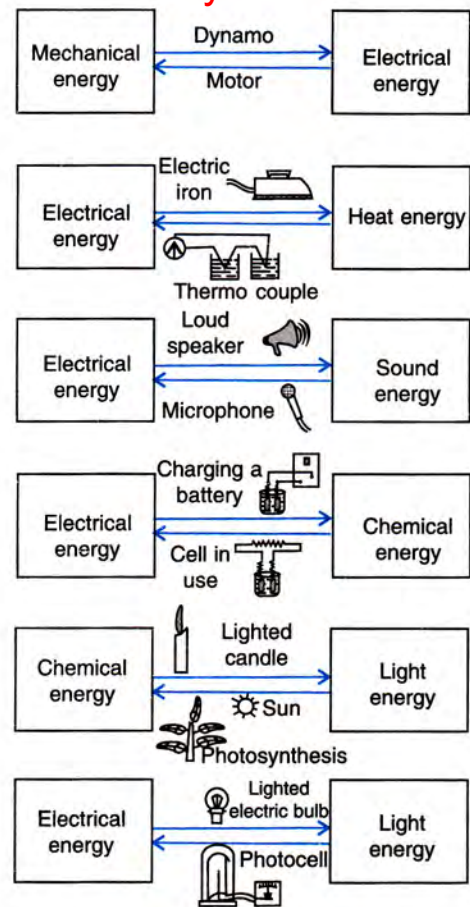 Dynamo
Mechanical
energy
Electrical
energy
Motor
Electric
iron
Electrical
energy
Heat energy
Thermo couple
Loud
speaker
Electrical
energy
Sound
energy
Microphone
Charging a
battery
Electrical
energy
Chemical
energy
Cell in
use
Lighted
candle
Chemical
energy
Light
energy
Sun
Photosynthesis
Lighted
electric bulb
Electrical
energy
Light
energy
Photocell